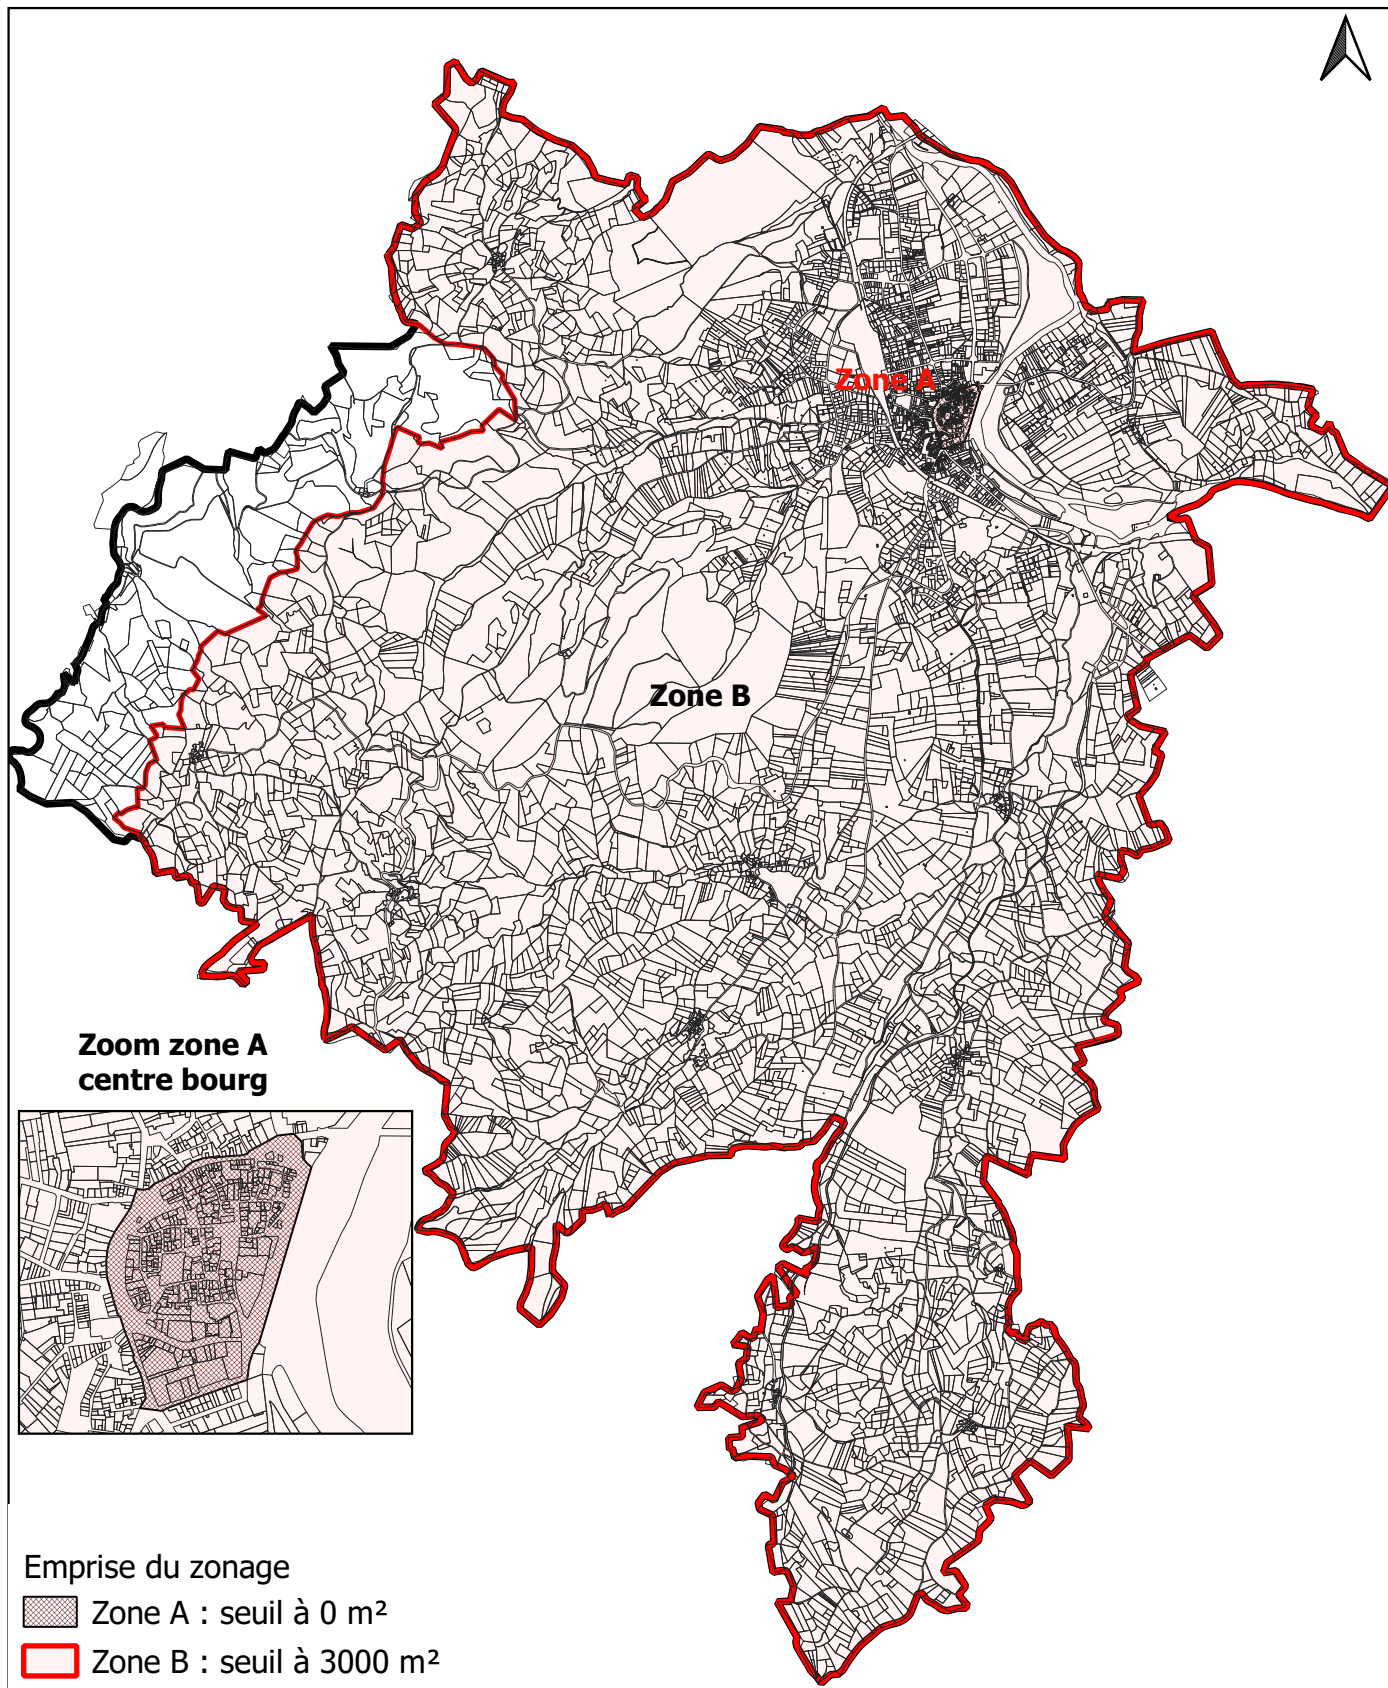 Zone A
Zone B
Zoom zone A
centre bourg
Emprise du zonage
Zone A : seuil à 0 m²
Zone B : seuil à 3000 m²